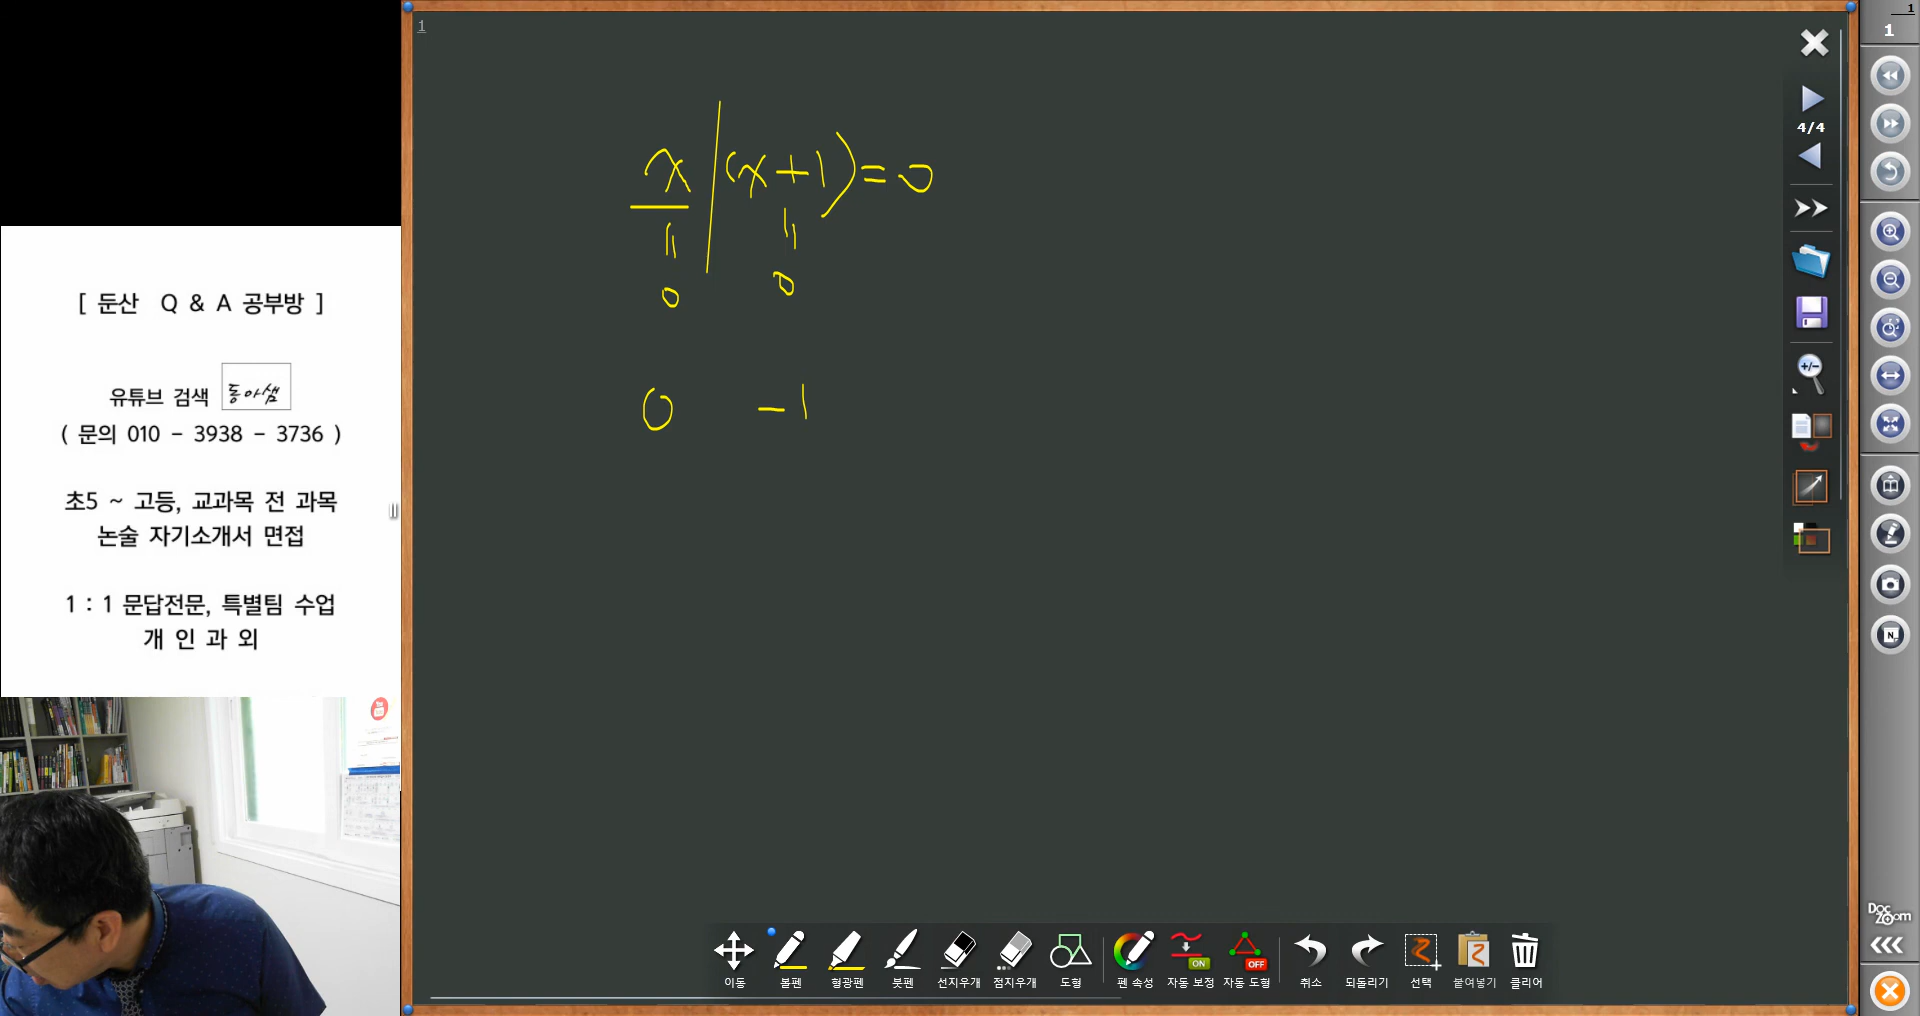 1
1
1
x (x+1)=0
= =
0 0
0 -1
4/4
+/-
N
[ 둔산 Q & A 공부방 ]
유튜브 검색 동아샘
( 문의 010 - 3938 - 3736 )
초5 ~ 고등, 교과목 전 과목
논술 자기소개서 면접
1 : 1 문답전문, 특별팀 수업
개 인 과 외
Doc Zoom
ON OFF
이동 볼펜 형광펜 붓펜 선지우개 점지우개 도형 펜 속성 자동 보정 자동 도형 취소 되돌리기 선택 붙여넣기 클리어